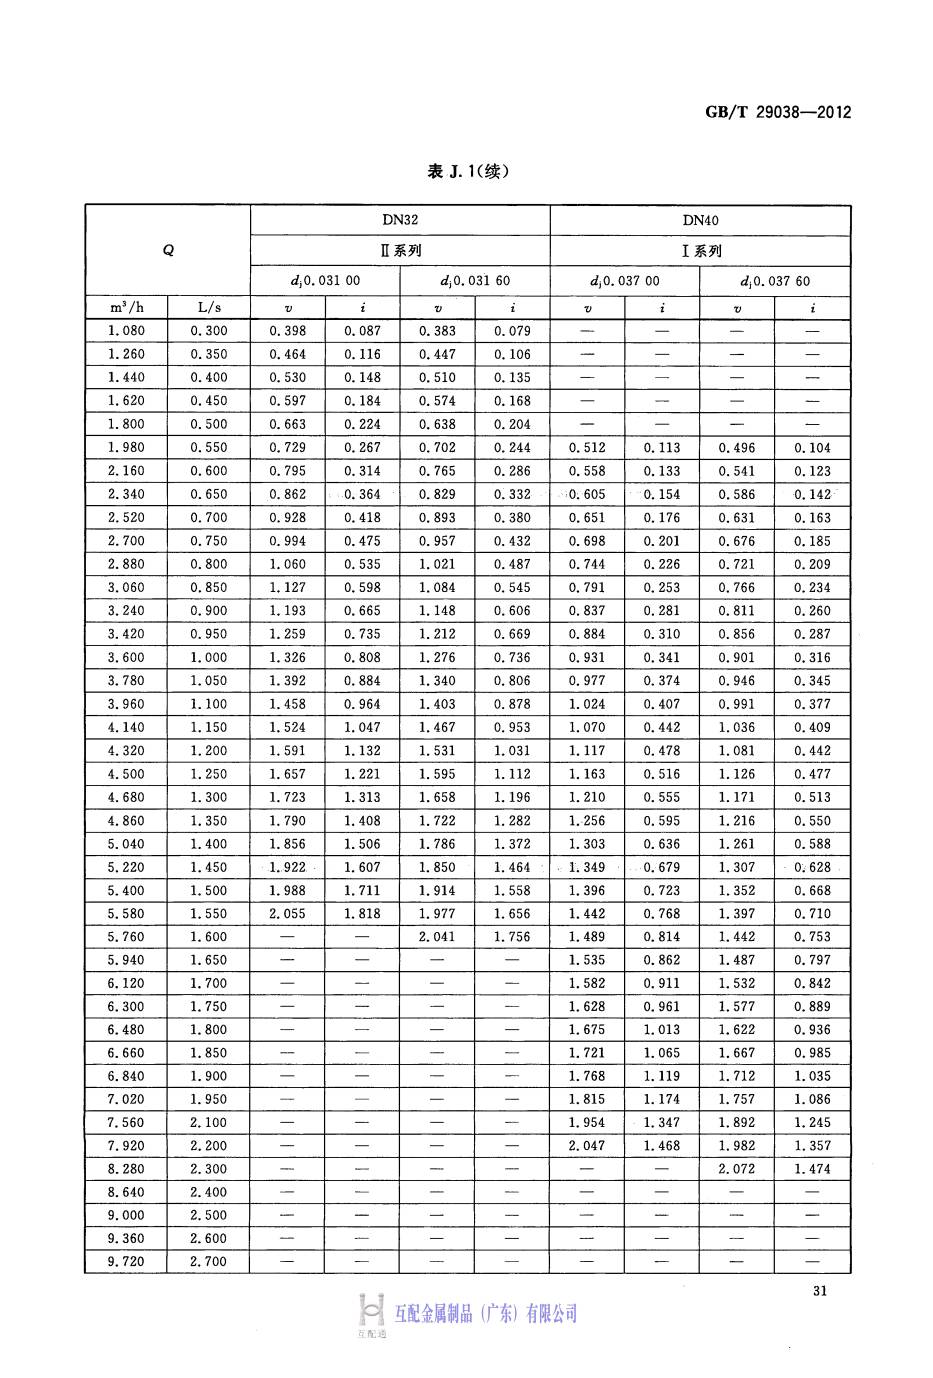 GB/T 29038—2012
表 J.1(续)
Q DN32 DN40
Ⅱ系列 Ⅰ系列
dj0.031 00 dj0.031 60 dj0.037 00 dj0.037 60
m³/h L/s v i v i v i v i
1.080 0.300 0.398 0.087 0.383 0.079 — — — —
1.260 0.350 0.464 0.116 0.447 0.106 — — — —
1.440 0.400 0.530 0.148 0.510 0.135 — — — —
1.620 0.450 0.597 0.184 0.574 0.168 — — — —
1.800 0.500 0.663 0.224 0.638 0.204 — — — —
1.980 0.550 0.729 0.267 0.702 0.244 0.512 0.113 0.496 0.104
2.160 0.600 0.795 0.314 0.765 0.286 0.558 0.133 0.541 0.123
2.340 0.650 0.862 0.364 0.829 0.332 0.605 0.154 0.586 0.142
2.520 0.700 0.928 0.418 0.893 0.380 0.651 0.176 0.631 0.163
2.700 0.750 0.994 0.475 0.957 0.432 0.698 0.201 0.676 0.185
2.880 0.800 1.060 0.535 1.021 0.487 0.744 0.226 0.721 0.209
3.060 0.850 1.127 0.598 1.084 0.545 0.791 0.253 0.766 0.234
3.240 0.900 1.193 0.665 1.148 0.606 0.837 0.281 0.811 0.260
3.420 0.950 1.259 0.735 1.212 0.669 0.884 0.310 0.856 0.287
3.600 1.000 1.326 0.808 1.276 0.736 0.931 0.341 0.901 0.316
3.780 1.050 1.392 0.884 1.340 0.806 0.977 0.374 0.946 0.345
3.960 1.100 1.458 0.964 1.403 0.878 1.024 0.407 0.991 0.377
4.140 1.150 1.524 1.047 1.467 0.953 1.070 0.442 1.036 0.409
4.320 1.200 1.591 1.132 1.531 1.031 1.117 0.478 1.081 0.442
4.500 1.250 1.657 1.221 1.595 1.112 1.163 0.516 1.126 0.477
4.680 1.300 1.723 1.313 1.658 1.196 1.210 0.555 1.171 0.513
4.860 1.350 1.790 1.408 1.722 1.282 1.256 0.595 1.216 0.550
5.040 1.400 1.856 1.506 1.786 1.372 1.303 0.636 1.261 0.588
5.220 1.450 1.922 1.607 1.850 1.464 1.349 0.679 1.307 0.628
5.400 1.500 1.988 1.711 1.914 1.558 1.396 0.723 1.352 0.668
5.580 1.550 2.055 1.818 1.977 1.656 1.442 0.768 1.397 0.710
5.760 1.600 — — 2.041 1.756 1.489 0.814 1.442 0.753
5.940 1.650 — — — — 1.535 0.862 1.487 0.797
6.120 1.700 — — — — 1.582 0.911 1.532 0.842
6.300 1.750 — — — — 1.628 0.961 1.577 0.889
6.480 1.800 — — — — 1.675 1.013 1.622 0.936
6.660 1.850 — — — — 1.721 1.065 1.667 0.985
6.840 1.900 — — — — 1.768 1.119 1.712 1.035
7.020 1.950 — — — — 1.815 1.174 1.757 1.086
7.560 2.100 — — — — 1.954 1.347 1.892 1.245
7.920 2.200 — — — — 2.047 1.468 1.982 1.357
8.280 2.300 — — — — — — 2.072 1.474
8.640 2.400 — — — — — — — —
9.000 2.500 — — — — — — — —
9.360 2.600 — — — — — — — —
9.720 2.700 — — — — — — — —
31
互配金属制品(广东)有限公司
互配通